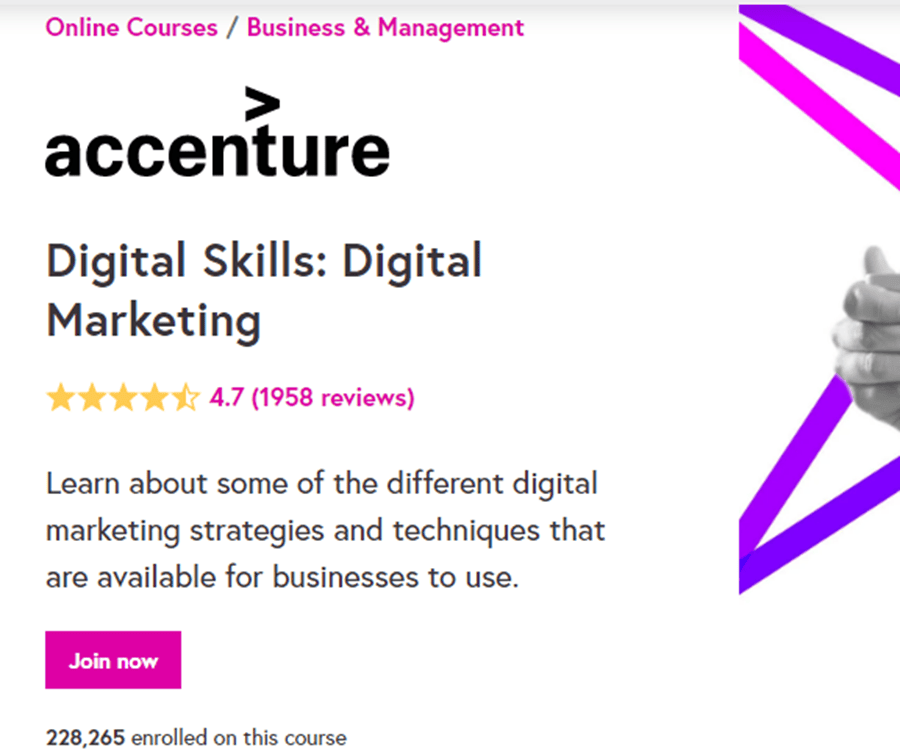 Online Courses / Business & Management
>
accenture
Digital Skills: Digital
Marketing
4.7 (1958 reviews)
Learn about some of the different digital
marketing strategies and techniques that
are available for businesses to use.
Join now
228,265 enrolled on this course